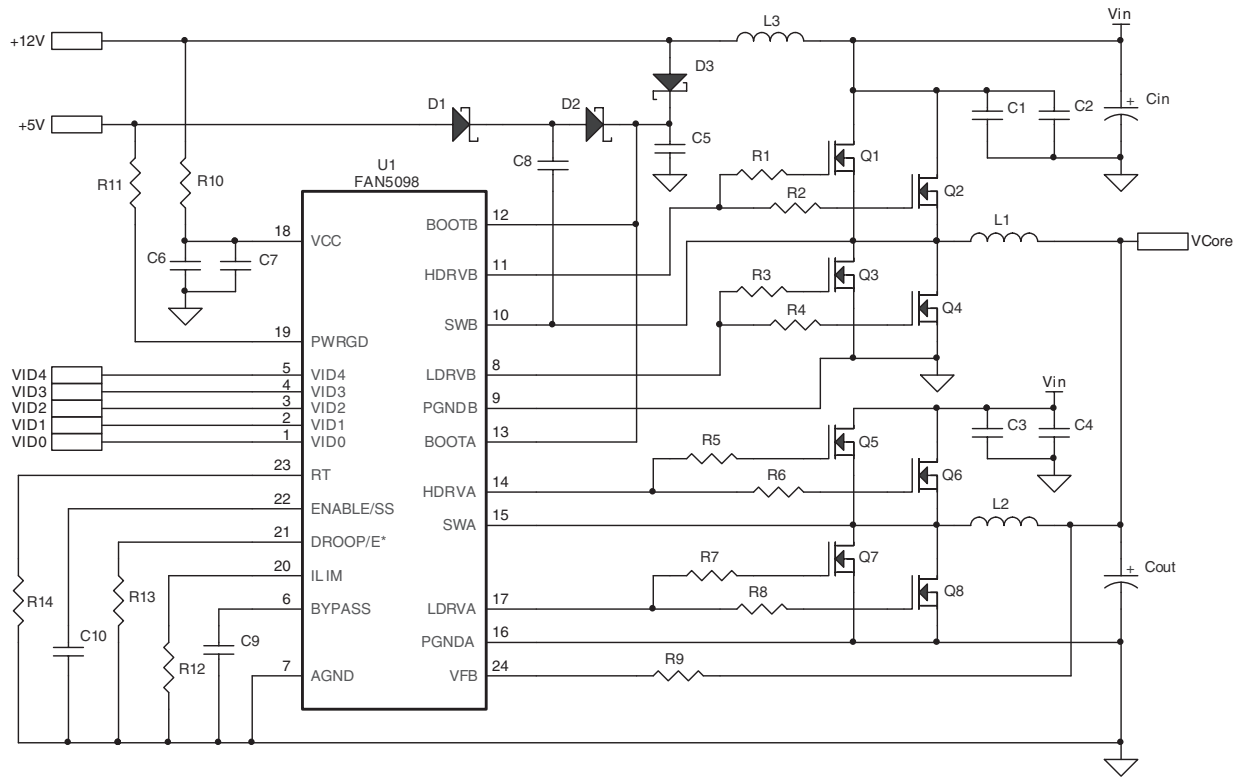 Vin
L3
+12V
D3
Cin
C1
C2
D1
D2
+5V
C5
C8
U1
FAN5098
R11
R10
R1
Q1
R2
Q2
12
BOOTB
18
VCC
L1
VCore
C6
C7
11
HDRVB
R3
Q3
10
SWB
R4
Q4
19
PWRGD
VID4
5
VID4
8
LDRVB
VID3
4
VID3
VID2
3
VID2
9
PGNDB
VID1
2
VID1
VID0
1
VID0
13
BOOTA
Vin
C3
C4
R5
Q5
23
RT
R6
Q6
14
HDRVA
22
ENABLE/SS
15
SWA
L2
21
DROOP/E*
R7
Q7
20
ILIM
Cout
R14
R13
6
BYPASS
17
LDRVA
R8
Q8
C10
C9
16
PGNDA
R12
7
AGND
24
VFB
R9